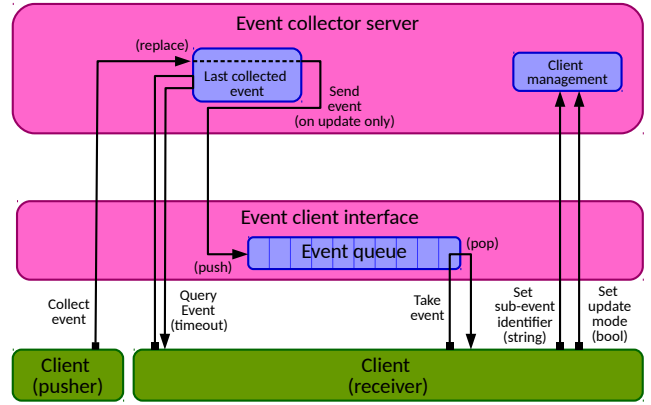 Event collector server
(replace)
Last collected
event
Send
event
(on update only)
Client
management
Event client interface
Event queue
(pop)
(push)
Collect
event
Query
Event
(timeout)
Take
event
Set
sub-event
identifier
(string)
Set
update
mode
(bool)
Client
(pusher)
Client
(receiver)